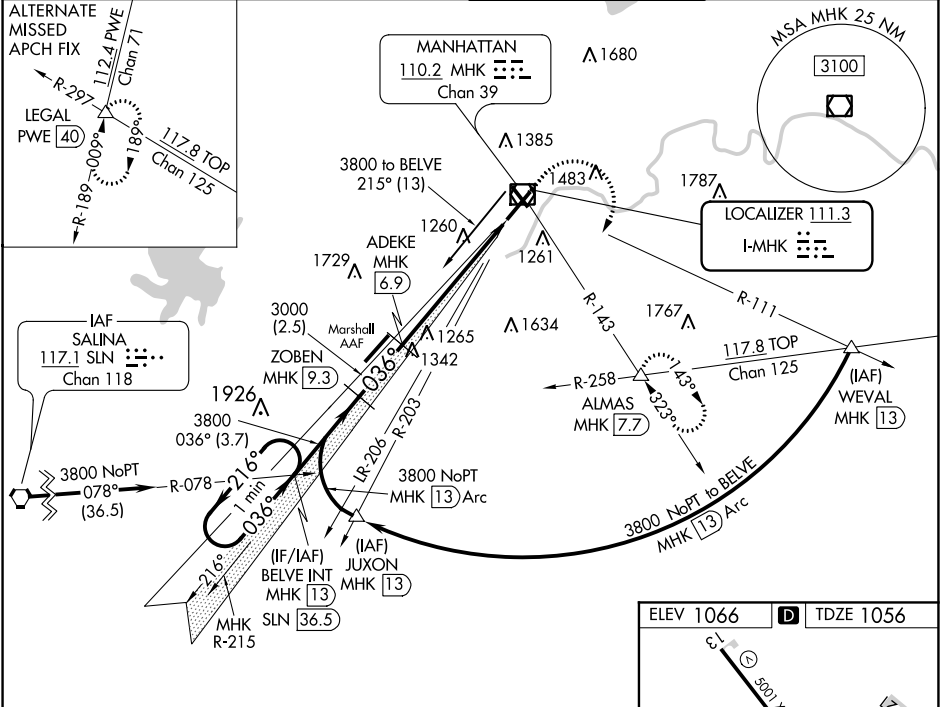 ALTERNATE
MISSED
APCH FIX
112.4 PWE
Chan 71
R-297
LEGAL
PWE 40
009°
189°
R-189
117.8 TOP
Chan 125
MANHATTAN
110.2 MHK
Chan 39
1680
MSA MHK 25 NM
3100
1385
3800 to BELVE
215° (13)
1483
1787
LOCALIZER 111.3
I-MHK
1260
1261
ADEKE
MHK
6.9
1729
R-143
R-111
1767
1634
3000
(2.5)
Marshall
AAF
1265
1342
ZOBEN
MHK 9.3
036°
117.8 TOP
Chan 125
R-258
143°
323°
ALMAS
MHK 7.7
(IAF)
WEVAL
MHK 13
IAF
SALINA
117.1 SLN
Chan 118
1926
3800
036° (3.7)
LR-206
R-203
3800 NoPT
078°
(36.5)
R-078
216°
1 min
036°
3800 NoPT
MHK 13 Arc
3800 NoPT to BELVE
MHK 13 Arc
216°
(IF/IAF)
BELVE INT
MHK 13
SLN 36.5
(IAF)
JUXON
MHK 13
MHK
R-215
ELEV 1066
D
TDZE 1056
13
V
5001 X
21